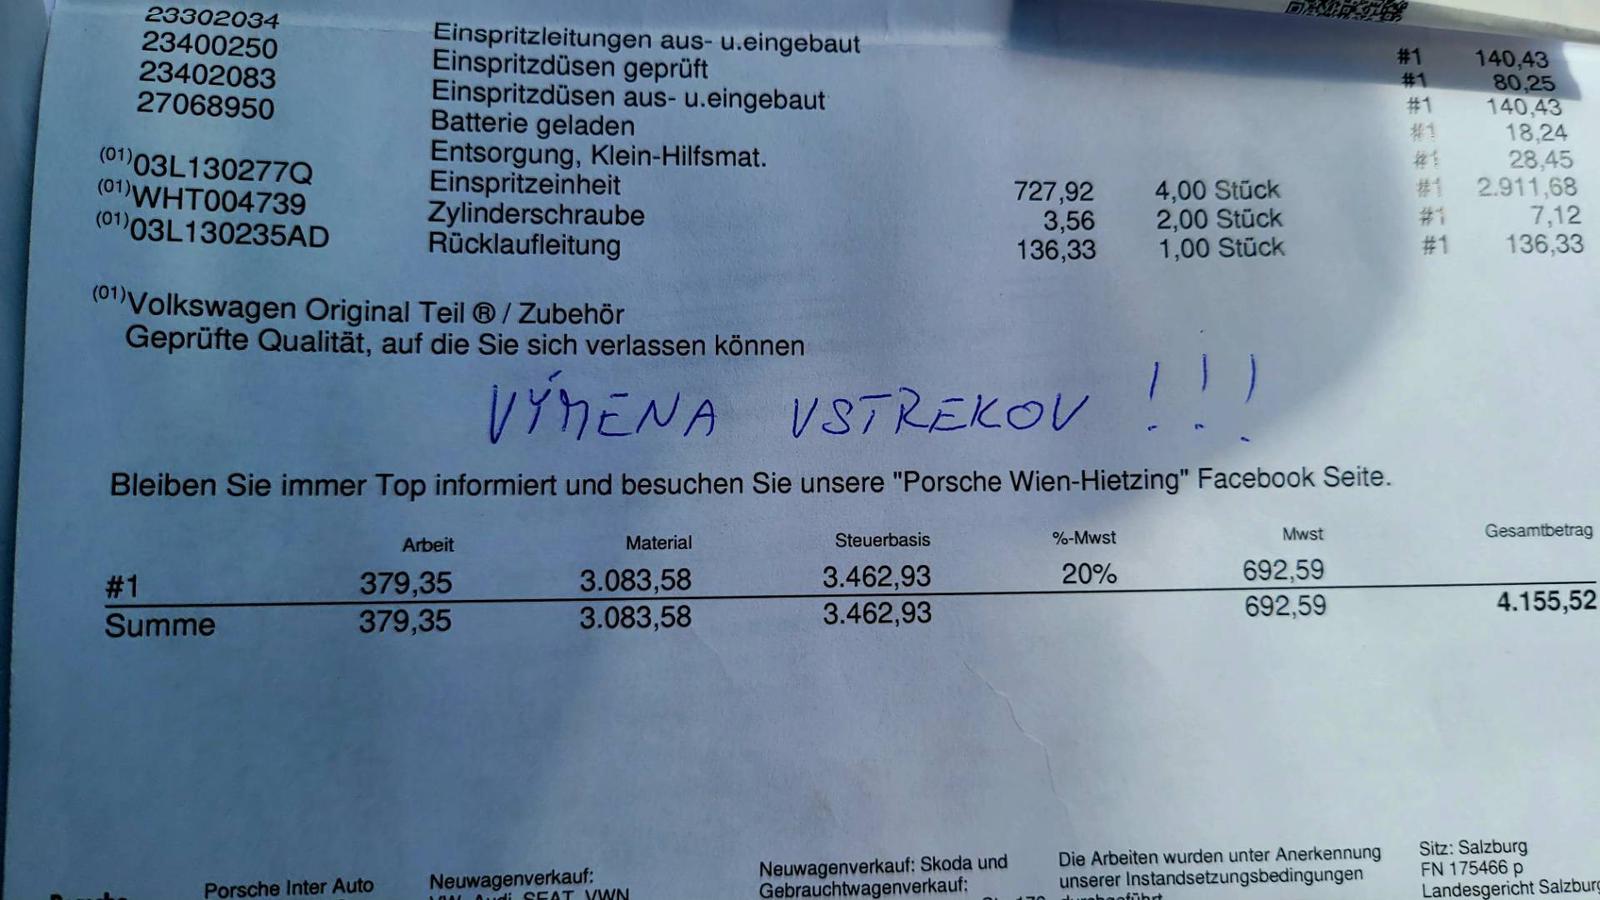 23302034 Einspritzleitungen aus- u.eingebaut #1 140,43
23400250 Einspritzdüsen geprüft #1 80,25
23402083 Einspritzdüsen aus- u.eingebaut #1 140,43
27068950 Batterie geladen #1 18,24
Entsorgung, Klein-Hilfsmat. #1 28,45
(01)03L130277Q Einspritzeinheit 727,92 4,00 Stück #1 2.911,68
(01)WHT004739 Zylinderschraube 3,56 2,00 Stück #1 7,12
(01)03L130235AD Rücklaufleitung 136,33 1,00 Stück #1 136,33
(01)Volkswagen Original Teil ® / Zubehör
Geprüfte Qualität, auf die Sie sich verlassen können
VÝMENA VSTREKOV !!!
Bleiben Sie immer Top informiert und besuchen Sie unsere "Porsche Wien-Hietzing" Facebook Seite.
Arbeit Material Steuerbasis %-Mwst Mwst Gesamtbetrag
#1 379,35 3.083,58 3.462,93 20% 692,59
Summe 379,35 3.083,58 3.462,93 692,59 4.155,52
Porsche Inter Auto
Neuwagenverkauf:
VW, Audi, SEAT, VWN
Neuwagenverkauf: Skoda und
Gebrauchtwagenverkauf:
Die Arbeiten wurden unter Anerkennung
unserer Instandsetzungsbedingungen
durchgeführt
Sitz: Salzburg
FN 175466 p
Landesgericht Salzburg